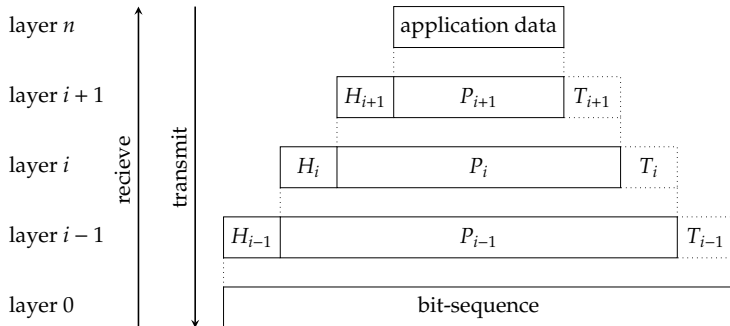 layer n application data
layer i + 1 H_{i+1} P_{i+1} T_{i+1}
layer i H_i P_i T_i
recieve
transmit
layer i − 1 H_{i−1} P_{i−1} T_{i−1}
layer 0 bit-sequence